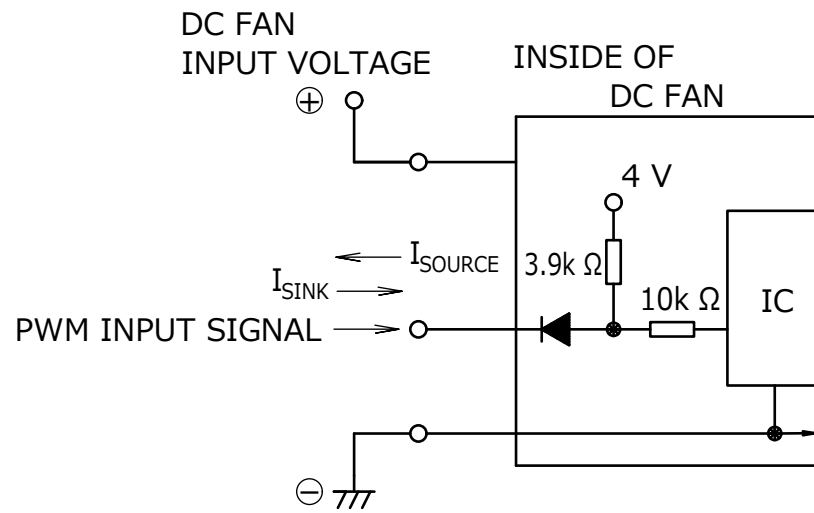 DC FAN
INPUT VOLTAGE
INSIDE OF
DC FAN
⊕
4 V
I_SOURCE
3.9k Ω
I_SINK
10k Ω
IC
PWM INPUT SIGNAL
⊖